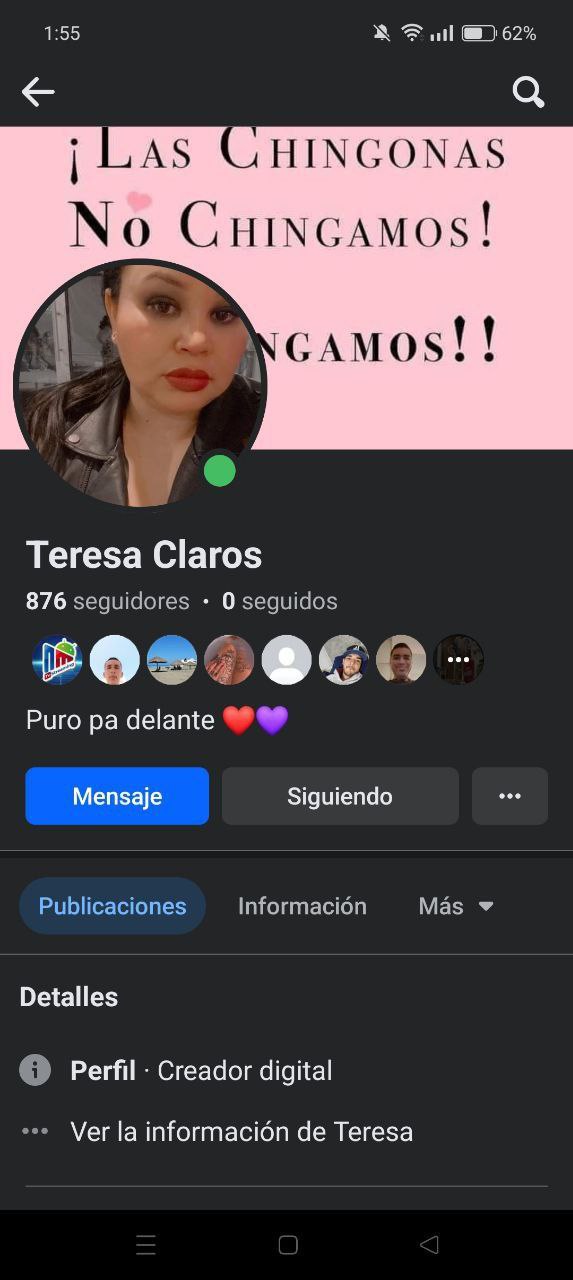 1:55
62%
¡LAS CHINGONAS
NO CHINGAMOS!
NGAMOS!!
Teresa Claros
876 seguidores • 0 seguidos
Puro pa delante ❤️💜
Mensaje
Siguiendo
Publicaciones
Información
Más
Detalles
Perfil · Creador digital
Ver la información de Teresa